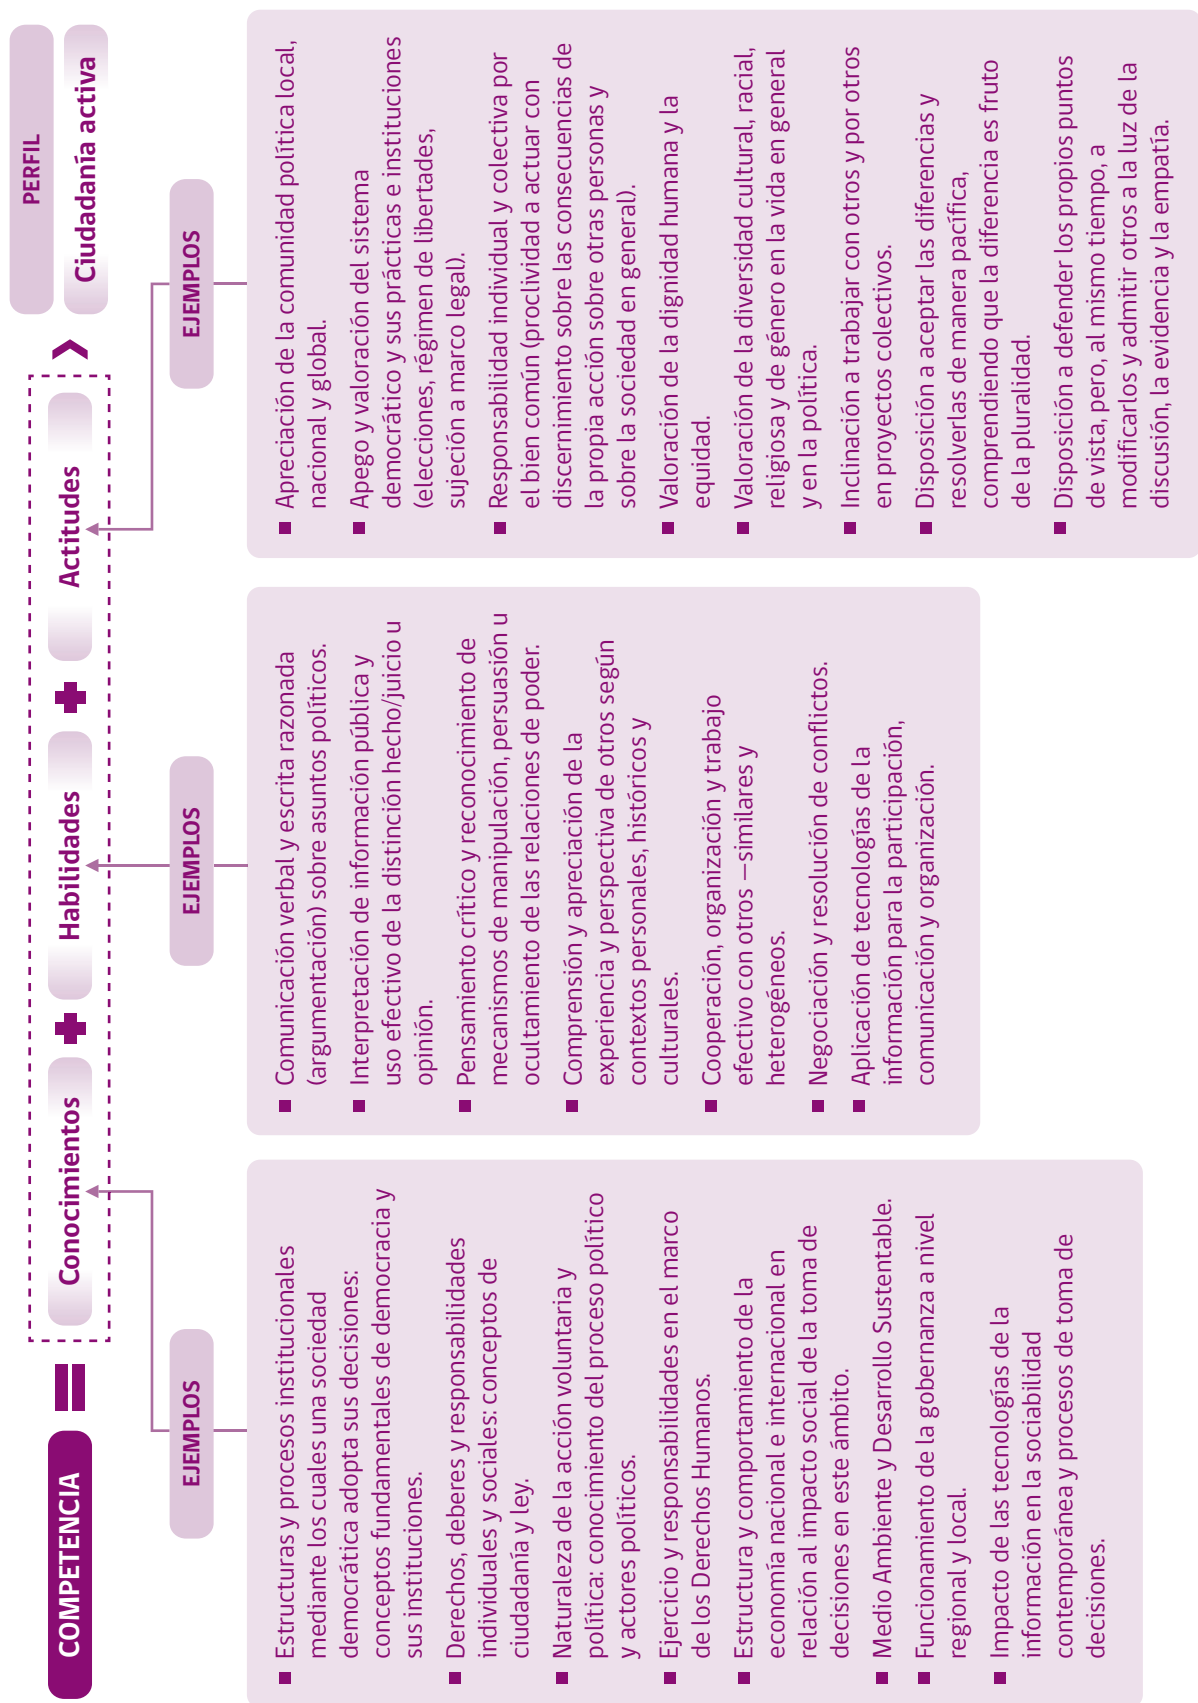 COMPETENCIA
Conocimientos
Habilidades
Actitudes
PERFIL
Ciudadanía activa
EJEMPLOS
■ Estructuras y procesos institucionales
mediante los cuales una sociedad
democrática adopta sus decisiones:
conceptos fundamentales de democracia y
sus instituciones.
■ Derechos, deberes y responsabilidades
individuales y sociales: conceptos de
ciudadanía y ley.
■ Naturaleza de la acción voluntaria y
política: conocimiento del proceso político
y actores políticos.
■ Ejercicio y responsabilidades en el marco
de los Derechos Humanos.
■ Estructura y comportamiento de la
economía nacional e internacional en
relación al impacto social de la toma de
decisiones en este ámbito.
■ Medio Ambiente y Desarrollo Sustentable.
■ Funcionamiento de la gobernanza a nivel
regional y local.
■ Impacto de las tecnologías de la
información en la sociabilidad
contemporánea y procesos de toma de
decisiones.
EJEMPLOS
■ Comunicación verbal y escrita razonada
(argumentación) sobre asuntos políticos.
■ Interpretación de información pública y
uso efectivo de la distinción hecho/juicio u
opinión.
■ Pensamiento crítico y reconocimiento de
mecanismos de manipulación, persuasión u
ocultamiento de las relaciones de poder.
■ Comprensión y apreciación de la
experiencia y perspectiva de otros según
contextos personales, históricos y
culturales.
■ Cooperación, organización y trabajo
efectivo con otros —similares y
heterogéneos.
■ Negociación y resolución de conflictos.
■ Aplicación de tecnologías de la
información para la participación,
comunicación y organización.
EJEMPLOS
■ Apreciación de la comunidad política local,
nacional y global.
■ Apego y valoración del sistema
democrático y sus prácticas e instituciones
(elecciones, régimen de libertades,
sujeción a marco legal).
■ Responsabilidad individual y colectiva por
el bien común (proclividad a actuar con
discernimiento sobre las consecuencias de
la propia acción sobre otras personas y
sobre la sociedad en general).
■ Valoración de la dignidad humana y la
equidad.
■ Valoración de la diversidad cultural, racial,
religiosa y de género en la vida en general
y en la política.
■ Inclinación a trabajar con otros y por otros
en proyectos colectivos.
■ Disposición a aceptar las diferencias y
resolverlas de manera pacífica,
comprendiendo que la diferencia es fruto
de la pluralidad.
■ Disposición a defender los propios puntos
de vista, pero, al mismo tiempo, a
modificarlos y admitir otros a la luz de la
discusión, la evidencia y la empatía.